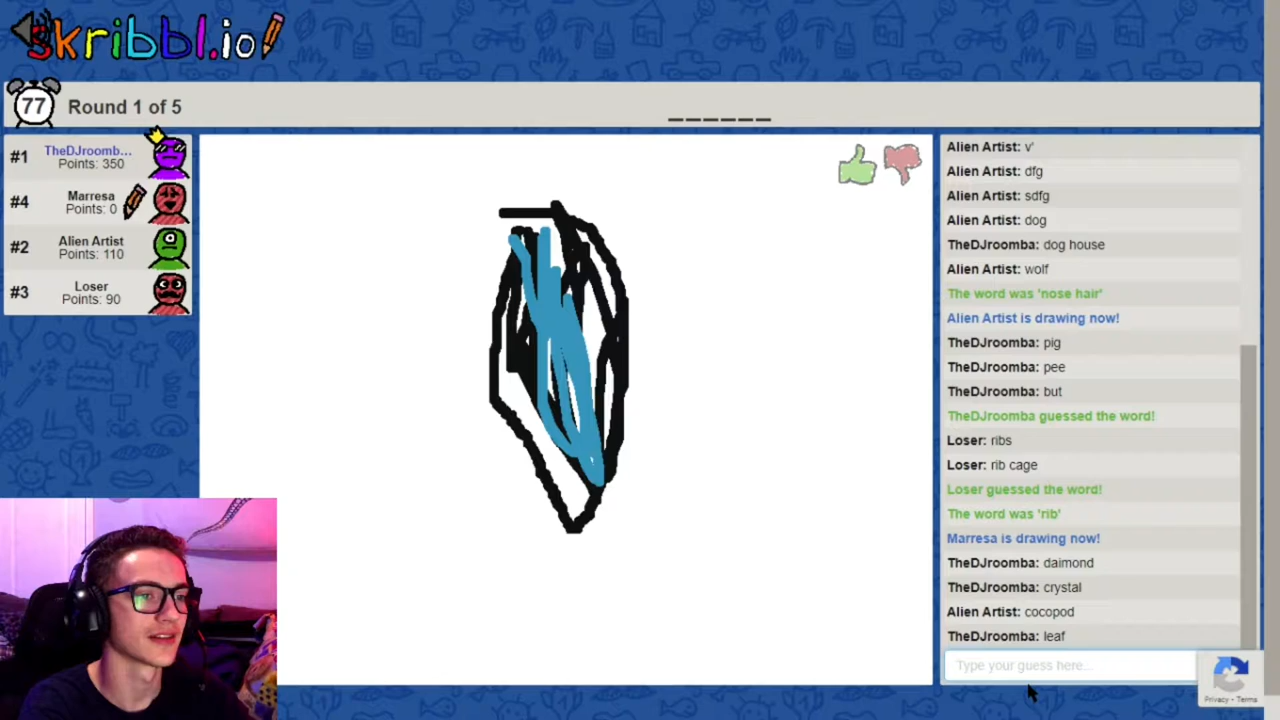 skribbl.io
77
Round 1 of 5
______
#1
TheDJroomb...
Points: 350
#4
Marresa
Points: 0
#2
Alien Artist
Points: 110
#3
Loser
Points: 90
Alien Artist: v'
Alien Artist: dfg
Alien Artist: sdfg
Alien Artist: dog
TheDJroomba: dog house
Alien Artist: wolf
The word was 'nose hair'
Alien Artist is drawing now!
TheDJroomba: pig
TheDJroomba: pee
TheDJroomba: but
TheDJroomba guessed the word!
Loser: ribs
Loser: rib cage
Loser guessed the word!
The word was 'rib'
Marresa is drawing now!
TheDJroomba: daimond
TheDJroomba: crystal
Alien Artist: cocopod
TheDJroomba: leaf
Type your guess here...
Privacy - Terms